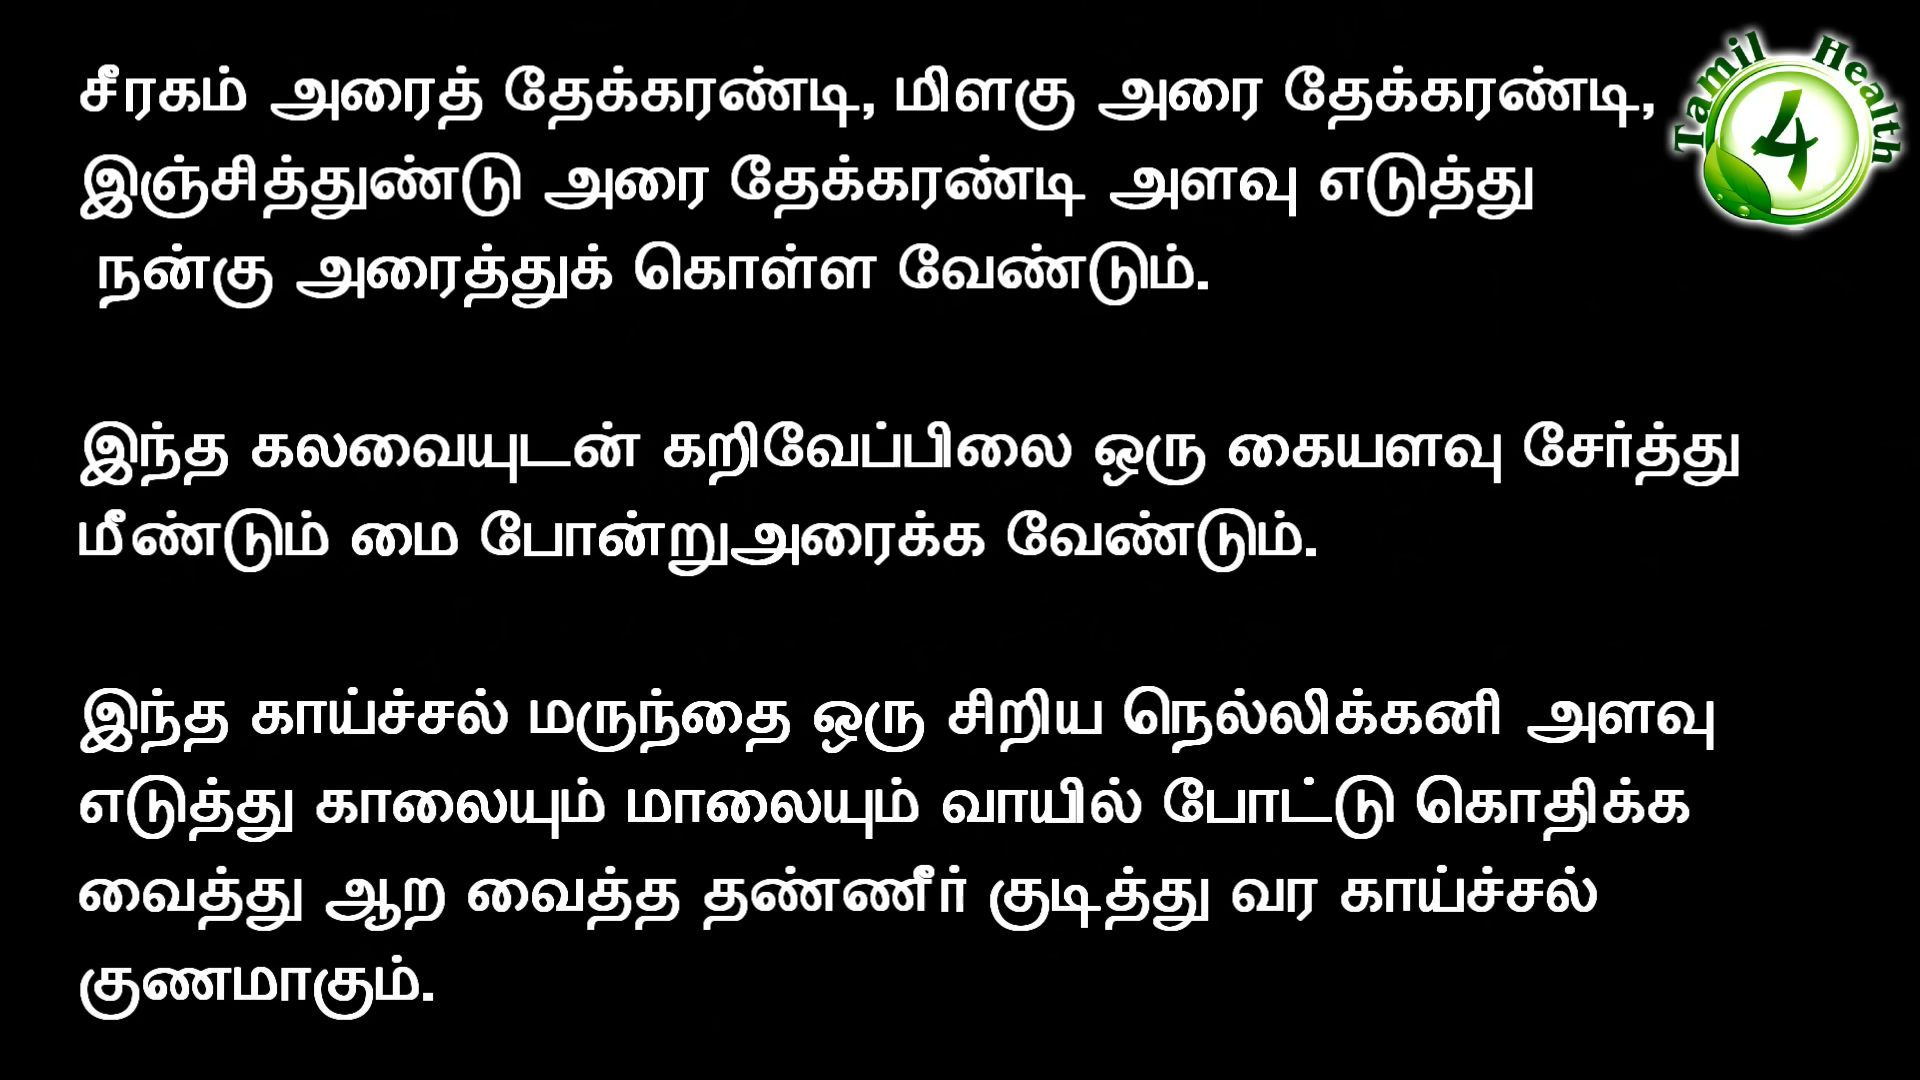 சீரகம் அரைத் தேக்கரண்டி, மிளகு அரை தேக்கரண்டி,
இஞ்சித்துண்டு அரை தேக்கரண்டி அளவு எடுத்து
நன்கு அரைத்துக் கொள்ள வேண்டும்.
இந்த கலவையுடன் கறிவேப்பிலை ஒரு கையளவு சேர்த்து
மீண்டும் மை போன்றுஅரைக்க வேண்டும்.
இந்த காய்ச்சல் மருந்தை ஒரு சிறிய நெல்லிக்கனி அளவு
எடுத்து காலையும் மாலையும் வாயில் போட்டு கொதிக்க
வைத்து ஆற வைத்த தண்ணீர் குடித்து வர காய்ச்சல்
குணமாகும்.
Tamil 4 Health